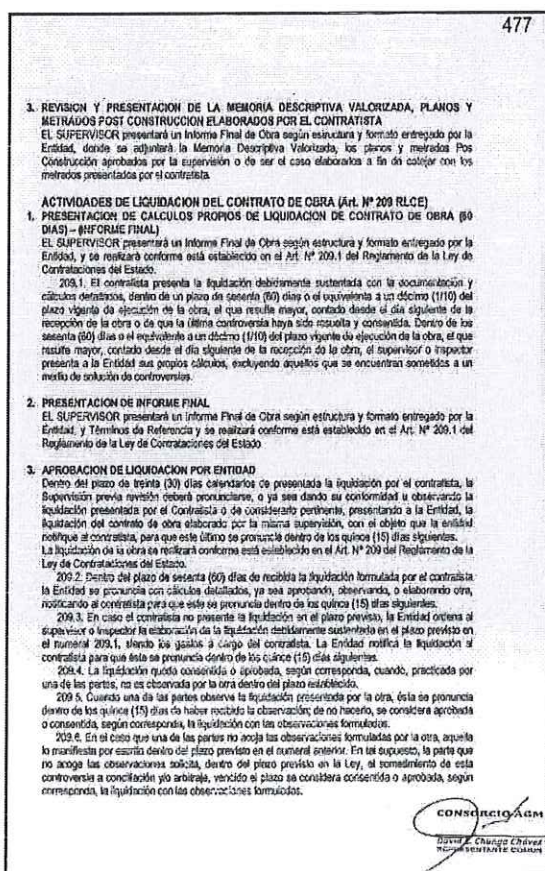 477
3. REVISION Y PRESENTACION DE LA MEMORIA DESCRIPTIVA VALORIZADA, PLANOS Y
METRADOS POST CONSTRUCCION ELABORADOS POR EL CONTRATISTA
EL SUPERVISOR presentará un Informe Final de Obra según estructura y formato entregado por la
Entidad, donde se adjuntará la Memoria Descriptiva Valorizada, los planos y metrados Pos
Construcción aprobados por la supervisión o de ser el caso elaborados a fin de cotejar con los
metrados presentados por el contratista.
ACTIVIDADES DE LIQUIDACION DEL CONTRATO DE OBRA (Art. Nº 209 RLCE)
1. PRESENTACION DE CALCULOS PROPIOS DE LIQUIDACION DE CONTRATO DE OBRA (60
DIAS) – (INFORME FINAL)
EL SUPERVISOR presentará un Informe Final de Obra según estructura y formato entregado por la
Entidad, y se realizará conforme está establecido en el Art. Nº 209.1 del Reglamento de la Ley de
Contrataciones del Estado.
209.1. El contratista presenta la liquidación debidamente sustentada con la documentación y
cálculos detallados, dentro de un plazo de sesenta (60) días o el equivalente a un décimo (1/10) del
plazo vigente de ejecución de la obra, el que resulte mayor, contado desde el día siguiente de la
recepción de la obra o de que la última controversia haya sido resuelta y consentida. Dentro de los
sesenta (60) días o el equivalente a un décimo (1/10) del plazo vigente de ejecución de la obra, el que
resulte mayor, contado desde el día siguiente de la recepción de la obra, el supervisor o inspector
presenta a la Entidad sus propios cálculos, excluyendo aquellos que se encuentran sometidos a un
medio de solución de controversias.
2. PRESENTACION DE INFORME FINAL
EL SUPERVISOR presentará un Informe Final de Obra según estructura y formato entregado por la
Entidad, y Términos de Referencia y se realizará conforme está establecido en el Art. Nº 209.1 del
Reglamento de la Ley de Contrataciones del Estado
3. APROBACION DE LIQUIDACION POR ENTIDAD
Dentro del plazo de treinta (30) días calendarios de presentada la liquidación por el contratista, la
Supervisión previa revisión deberá pronunciarse, o ya sea dando su conformidad u observando la
liquidación presentada por el Contratista o de considerarlo pertinente, presentando a la Entidad, la
liquidación del contrato de obra elaborado por la misma supervisión, con el objeto que la entidad
notifique al contratista, para que este último se pronuncie dentro de los quince (15) días siguientes.
La liquidación de la obra se realizará conforme está establecido en el Art. Nº 209 del Reglamento de la
Ley de Contrataciones del Estado.
209.2. Dentro del plazo de sesenta (60) días de recibida la liquidación formulada por el contratista
la Entidad se pronuncia con cálculos detallados, ya sea aprobando, observando, o elaborando otra,
notificando al contratista para que este se pronuncie dentro de los quince (15) días siguientes.
209.3. En caso el contratista no presente la liquidación en el plazo previsto, la Entidad ordena al
supervisor o inspector la elaboración de la liquidación debidamente sustentada en el plazo previsto en
el numeral 209.1, siendo los gastos a cargo del contratista. La Entidad notifica la liquidación al
contratista para que éste se pronuncie dentro de los quince (15) días siguientes.
209.4. La liquidación queda consentida o aprobada, según corresponda, cuando, practicada por
una de las partes, no es observada por la otra dentro del plazo establecido.
209.5. Cuando una de las partes observe la liquidación presentada por la otra, ésta se pronuncia
dentro de los quince (15) días de haber recibido la observación; de no hacerlo, se considera aprobada
o consentida, según corresponda, la liquidación con las observaciones formuladas.
209.6. En el caso que una de las partes no acoja las observaciones formuladas por la otra, aquella
lo manifiesta por escrito dentro del plazo previsto en el numeral anterior. En tal supuesto, la parte que
no acoge las observaciones solicita, dentro del plazo previsto en la Ley, el sometimiento de esta
controversia a conciliación y/o arbitraje, vencido el plazo se considera consentida o aprobada, según
corresponda, la liquidación con las observaciones formuladas.
CONSORCIO AGM
David E. Chunga Chávez
REPRESENTANTE COMUN